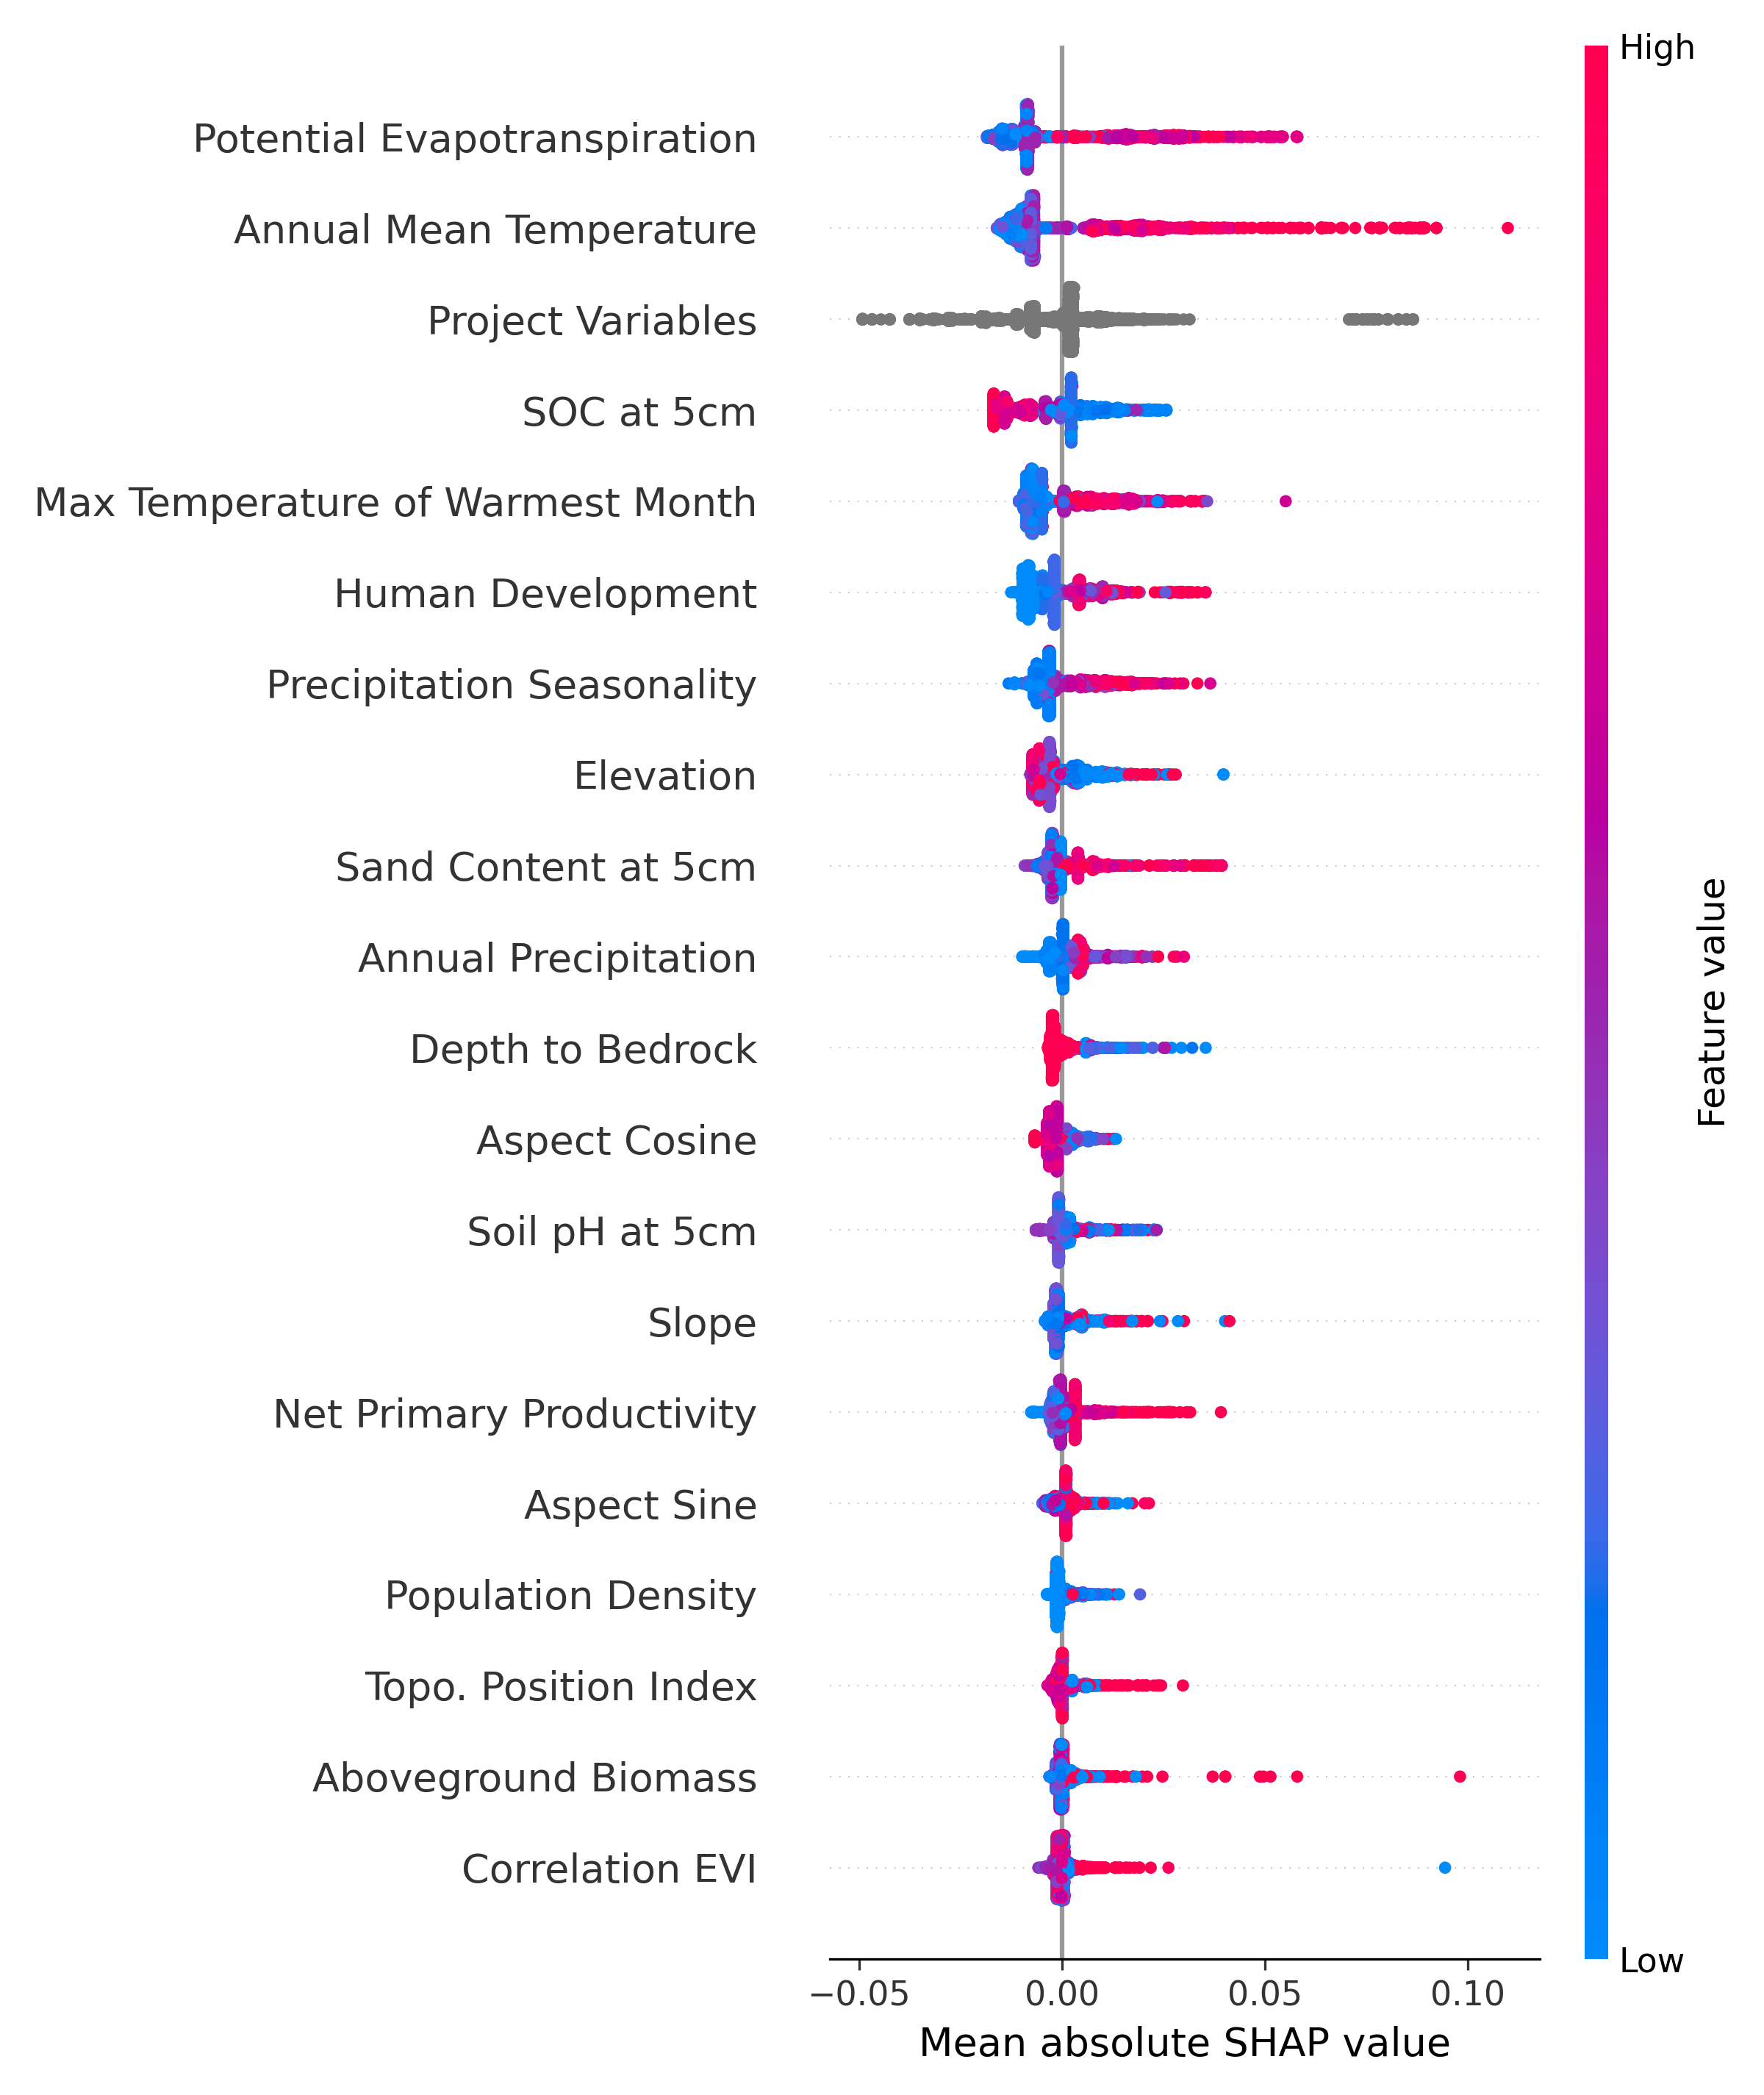 High
Potential Evapotranspiration
Annual Mean Temperature
Project Variables
SOC at 5cm
Max Temperature of Warmest Month
Human Development
Precipitation Seasonality
Elevation
Sand Content at 5cm
Annual Precipitation
Depth to Bedrock
Aspect Cosine
Soil pH at 5cm
Slope
Net Primary Productivity
Aspect Sine
Population Density
Topo. Position Index
Aboveground Biomass
Correlation EVI
Feature value
Low
−0.05 0.00 0.05 0.10
Mean absolute SHAP value